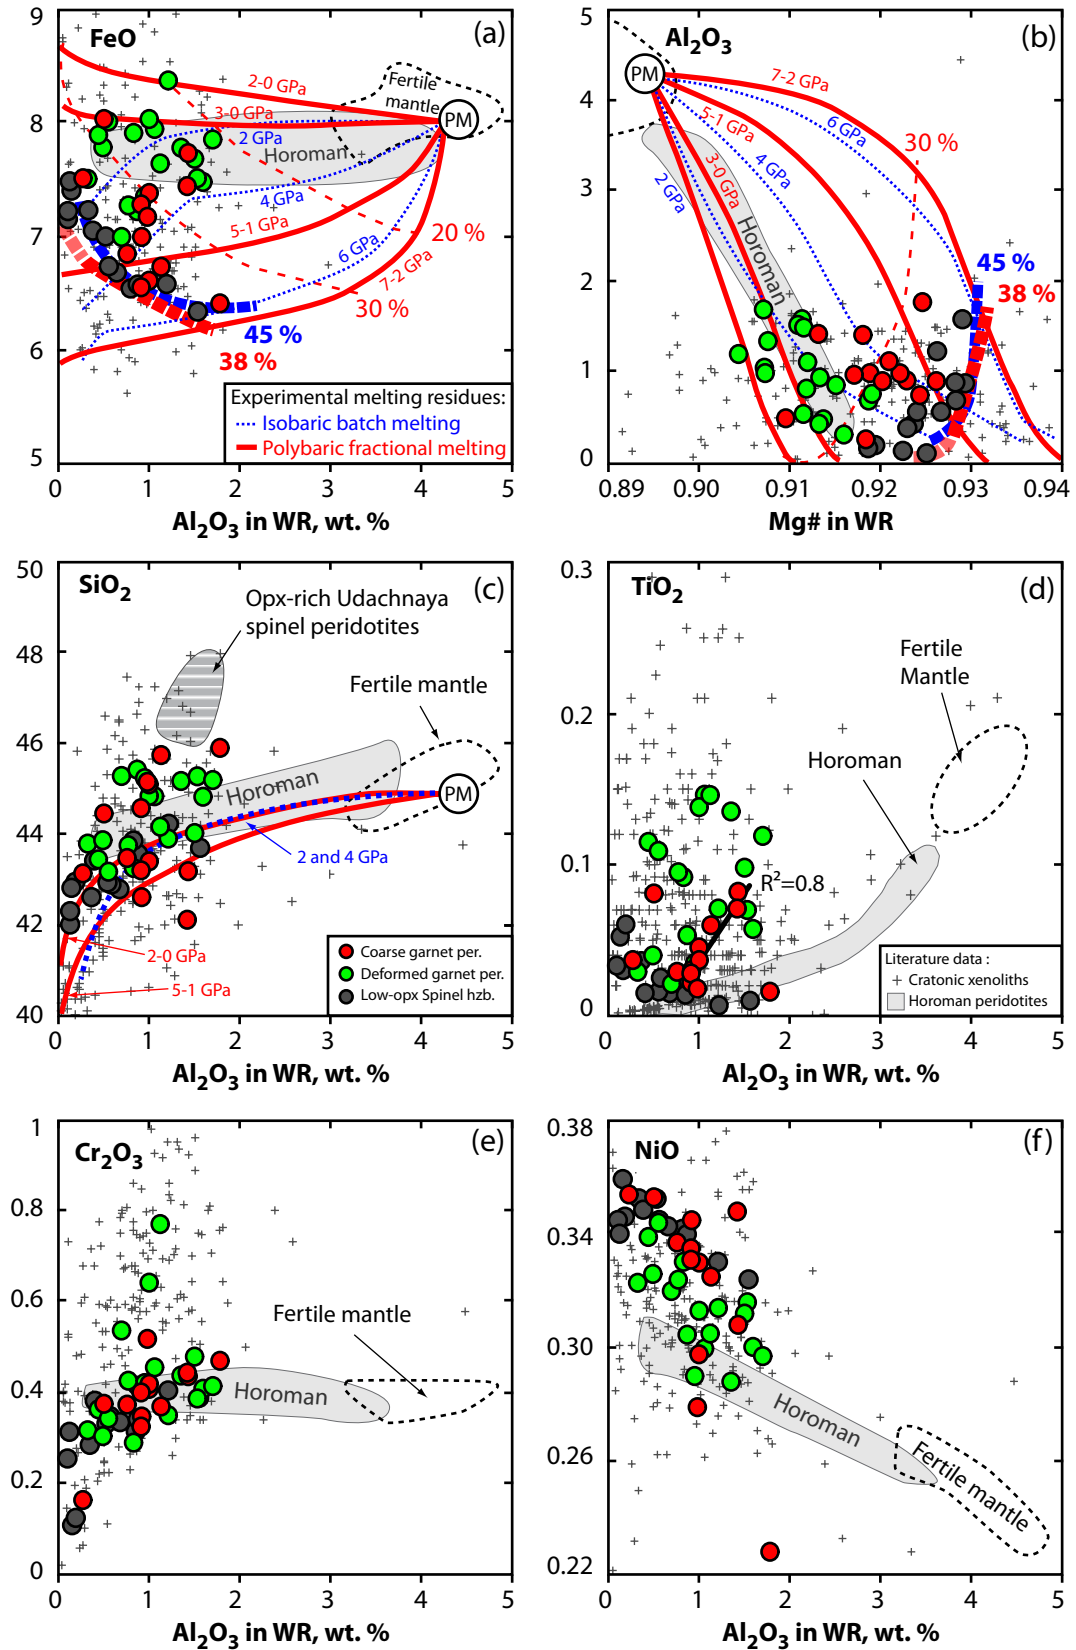 (a)
FeO
9
8
7
6
5
0
1
2
3
4
5
2-0 GPa
3-0 GPa
2 GPa
4 GPa
5-1 GPa
6 GPa
7-2 GPa
Fertile
mantle
PM
Horoman
20 %
30 %
45 %
38 %
Experimental melting residues:
Isobaric batch melting
Polybaric fractional melting
Al₂O₃ in WR, wt. %
(b)
Al₂O₃
5
4
3
2
1
0
0.89
0.90
0.91
0.92
0.93
0.94
PM
7-2 GPa
6 GPa
5-1 GPa
4 GPa
3-0 GPa
2 GPa
30 %
Horoman
45 %
38 %
Mg# in WR
(c)
SiO₂
50
48
46
44
42
40
0
1
2
3
4
5
Opx-rich Udachnaya
spinel peridotites
Fertile mantle
Horoman
PM
2 and 4 GPa
2-0 GPa
5-1 GPa
Coarse garnet per.
Deformed garnet per.
Low-opx Spinel hzb.
Al₂O₃ in WR, wt. %
(d)
TiO₂
0.3
0.2
0.1
0
0
1
2
3
4
5
Fertile
Mantle
Horoman
R²=0.8
Literature data :
Cratonic xenoliths
Horoman peridotites
Al₂O₃ in WR, wt. %
(e)
Cr₂O₃
1
0.8
0.6
0.4
0.2
0
0
1
2
3
4
5
Fertile mantle
Horoman
Al₂O₃ in WR, wt. %
(f)
NiO
0.38
0.34
0.30
0.26
0.22
0
1
2
3
4
5
Horoman
Fertile mantle
Al₂O₃ in WR, wt. %